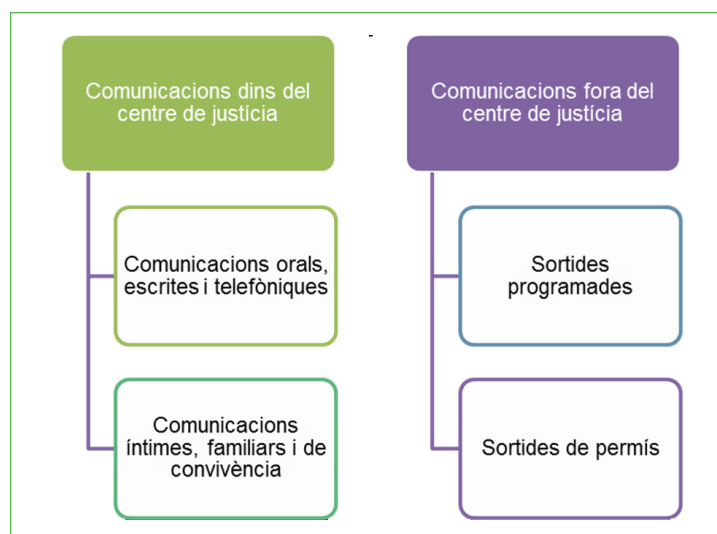 Comunicacions dins del
centre de justícia
Comunicacions orals,
escrites i telefòniques
Comunicacions
íntimes, familiars i de
convivència
Comunicacions fora del
centre de justícia
Sortides
programades
Sortides de permís